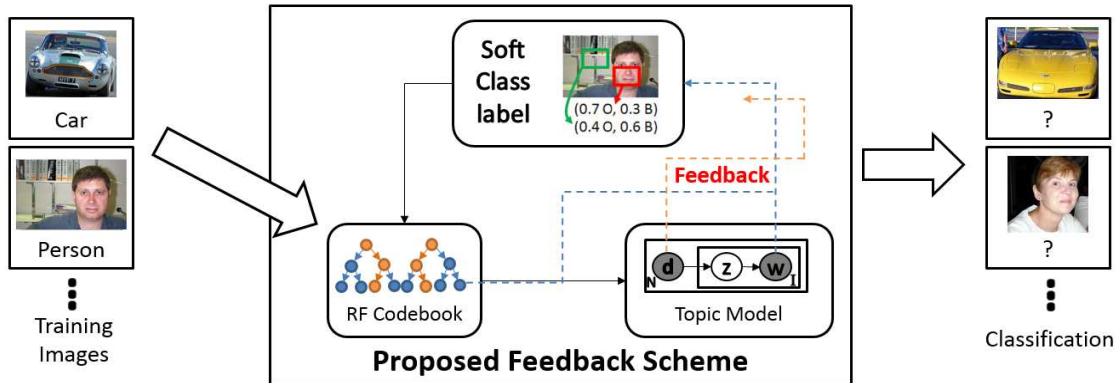 Car
Person
Training
Images
Soft
Class
label
(0.7 O, 0.3 B)
(0.4 O, 0.6 B)
Feedback
RF Codebook
d
z
w
N
I
Topic Model
Proposed Feedback Scheme
?
?
Classification